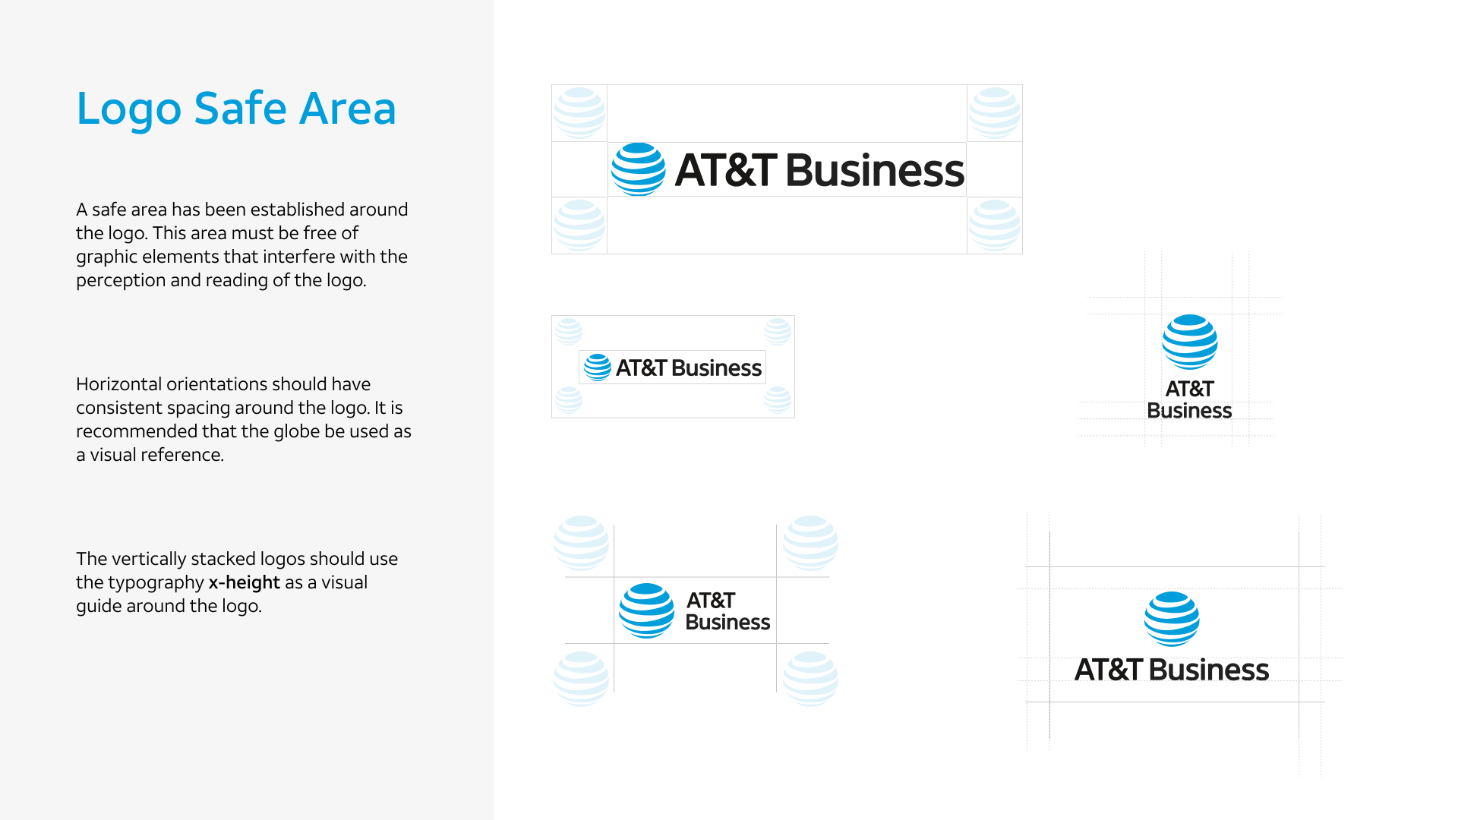 Logo Safe Area
A safe area has been established around
the logo. This area must be free of
graphic elements that interfere with the
perception and reading of the logo.
Horizontal orientations should have
consistent spacing around the logo. It is
recommended that the globe be used as
a visual reference.
The vertically stacked logos should use
the typography x-height as a visual
guide around the logo.
AT&T Business
AT&T Business
AT&T
Business
AT&T
Business
AT&T Business